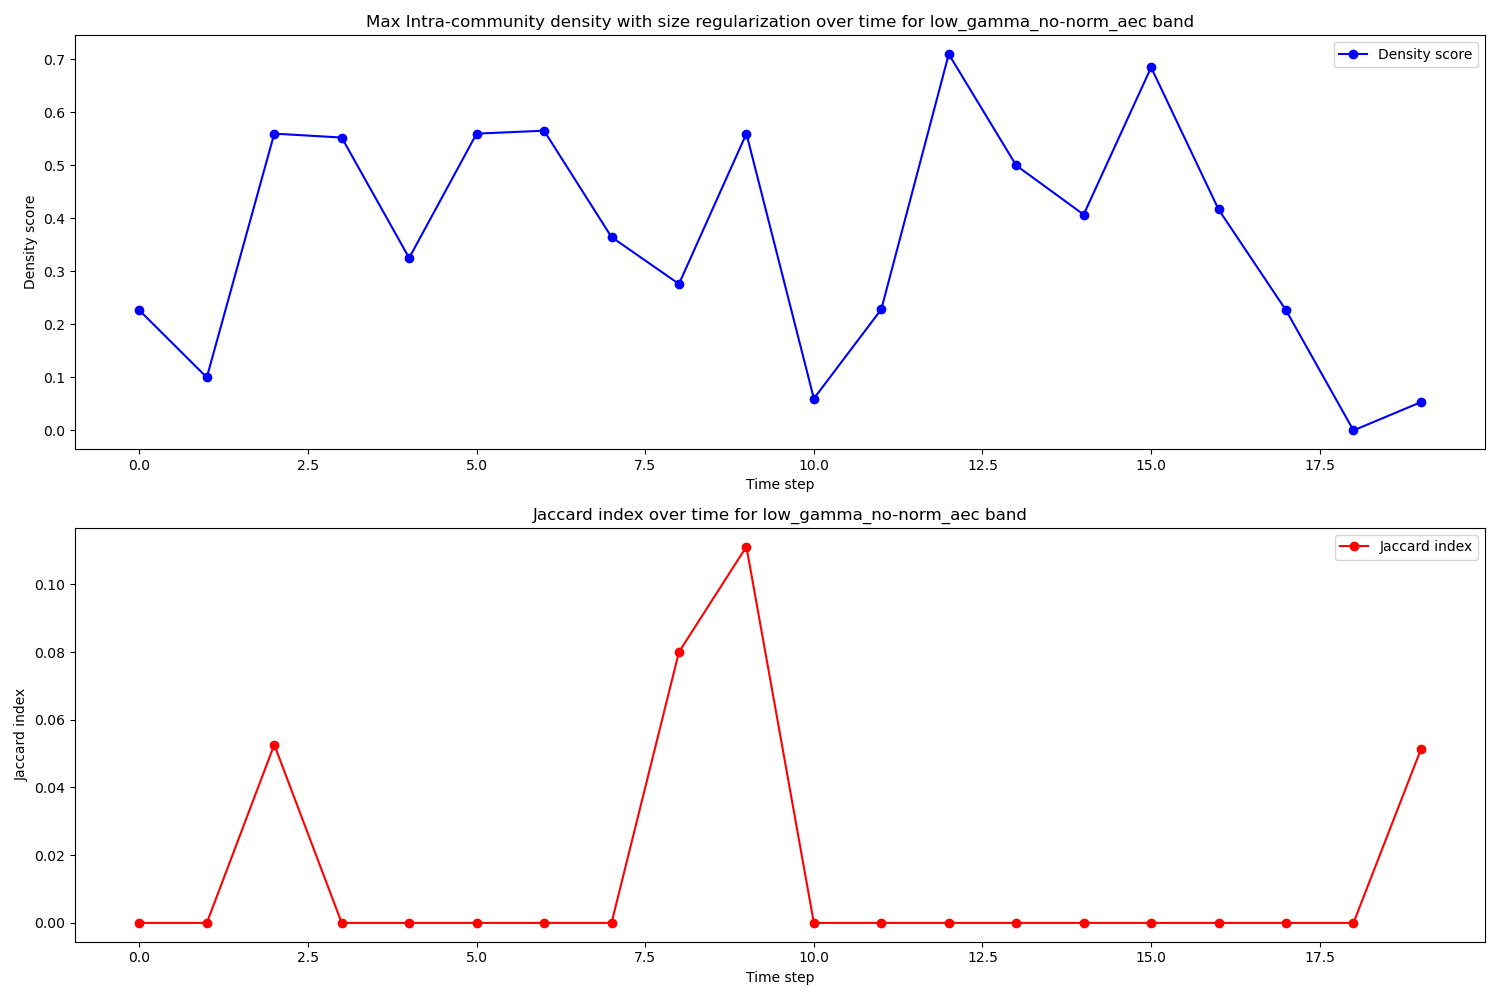 Max Intra-community density with size regularization over time for low_gamma_no-norm_aec band
Density score
0.7
0.6
0.5
0.4
0.3
0.2
0.1
0.0
Density score
0.0 2.5 5.0 7.5 10.0 12.5 15.0 17.5
Time step
Jaccard index over time for low_gamma_no-norm_aec band
Jaccard index
0.10
0.08
0.06
0.04
0.02
0.00
Jaccard index
0.0 2.5 5.0 7.5 10.0 12.5 15.0 17.5
Time step